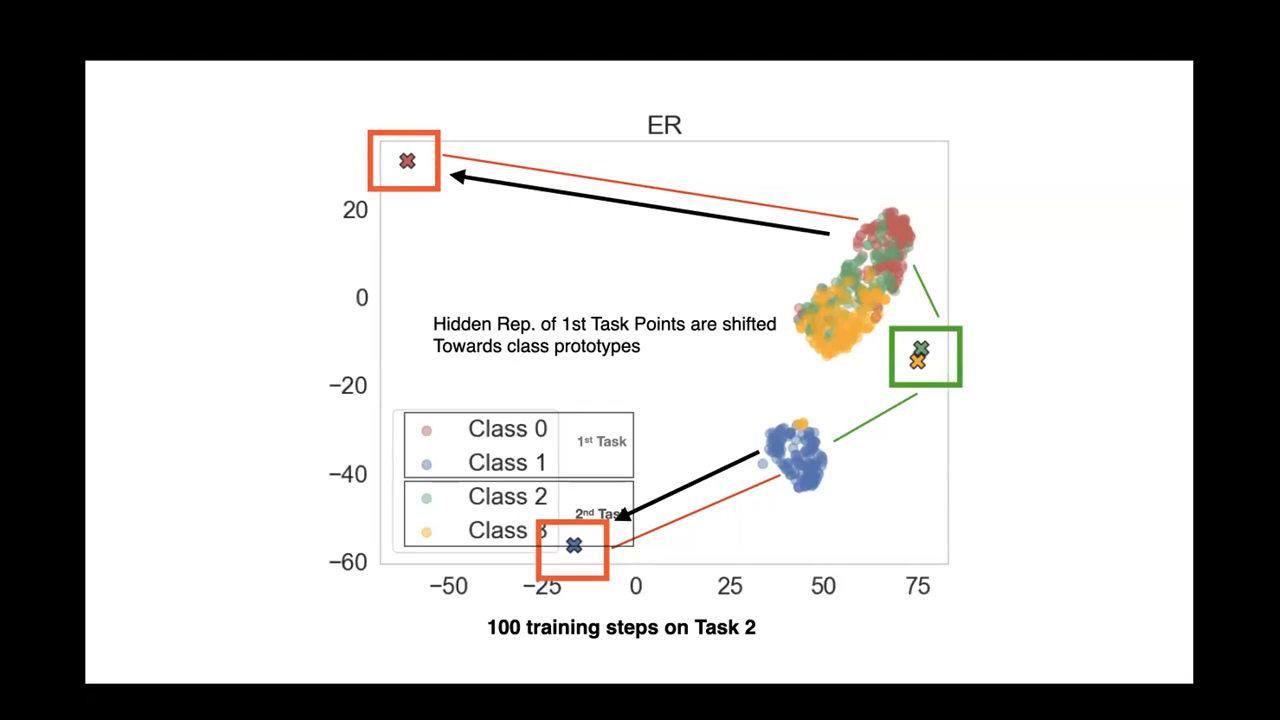 ER
20
0
−20
−40
−60
Hidden Rep. of 1st Task Points are shifted
Towards class prototypes
Class 0
Class 1
1st Task
Class 2
Class 3
2nd Task
−50
−25
0
25
50
75
100 training steps on Task 2